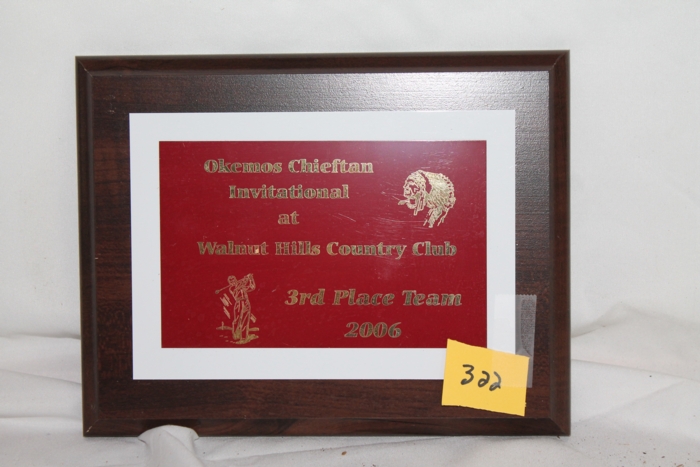 Okemos Chieftan
Invitational
at
Walnut Hills Country Club
3rd Place Team
2006
322